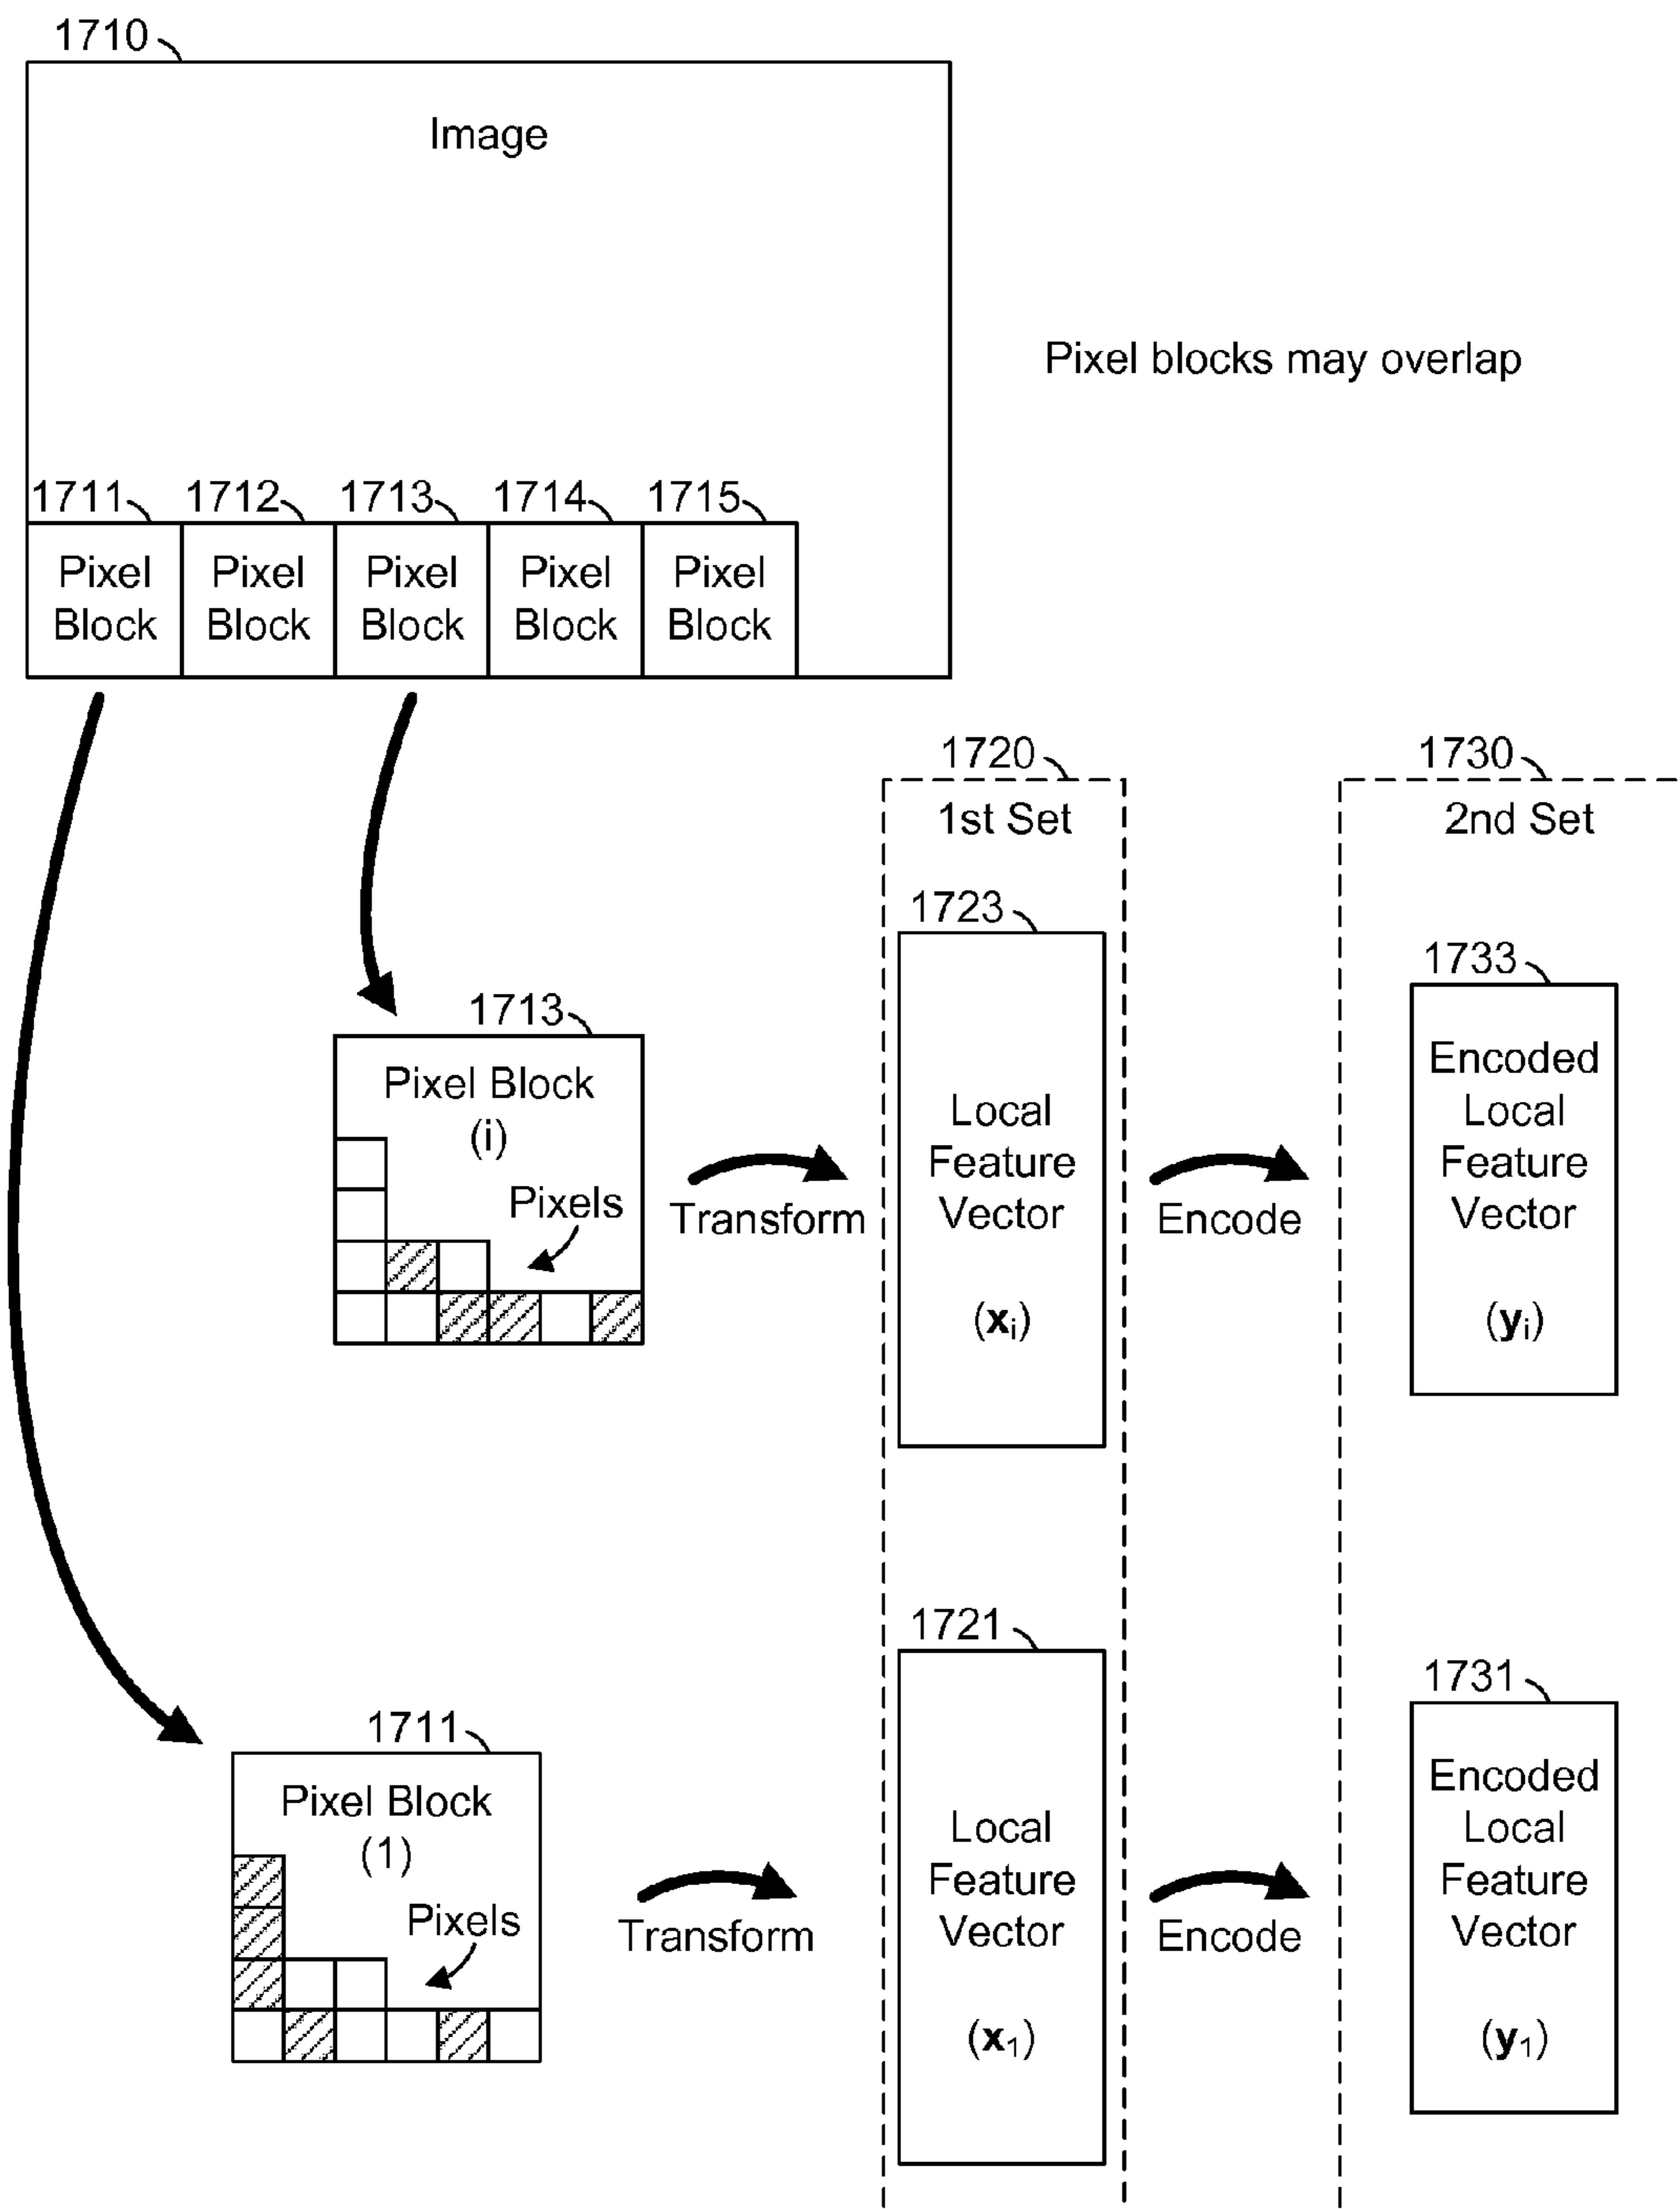 1710
Image
Pixel blocks may overlap
1711 1712 1713 1714 1715
Pixel Block
Pixel Block
Pixel Block
Pixel Block
Pixel Block
1720
1st Set
1730
2nd Set
1713
Pixel Block
(i)
Pixels
Transform
1723
Local
Feature
Vector
(xᵢ)
Encode
1733
Encoded
Local
Feature
Vector
(yᵢ)
1711
Pixel Block
(1)
Pixels
Transform
1721
Local
Feature
Vector
(x₁)
Encode
1731
Encoded
Local
Feature
Vector
(y₁)